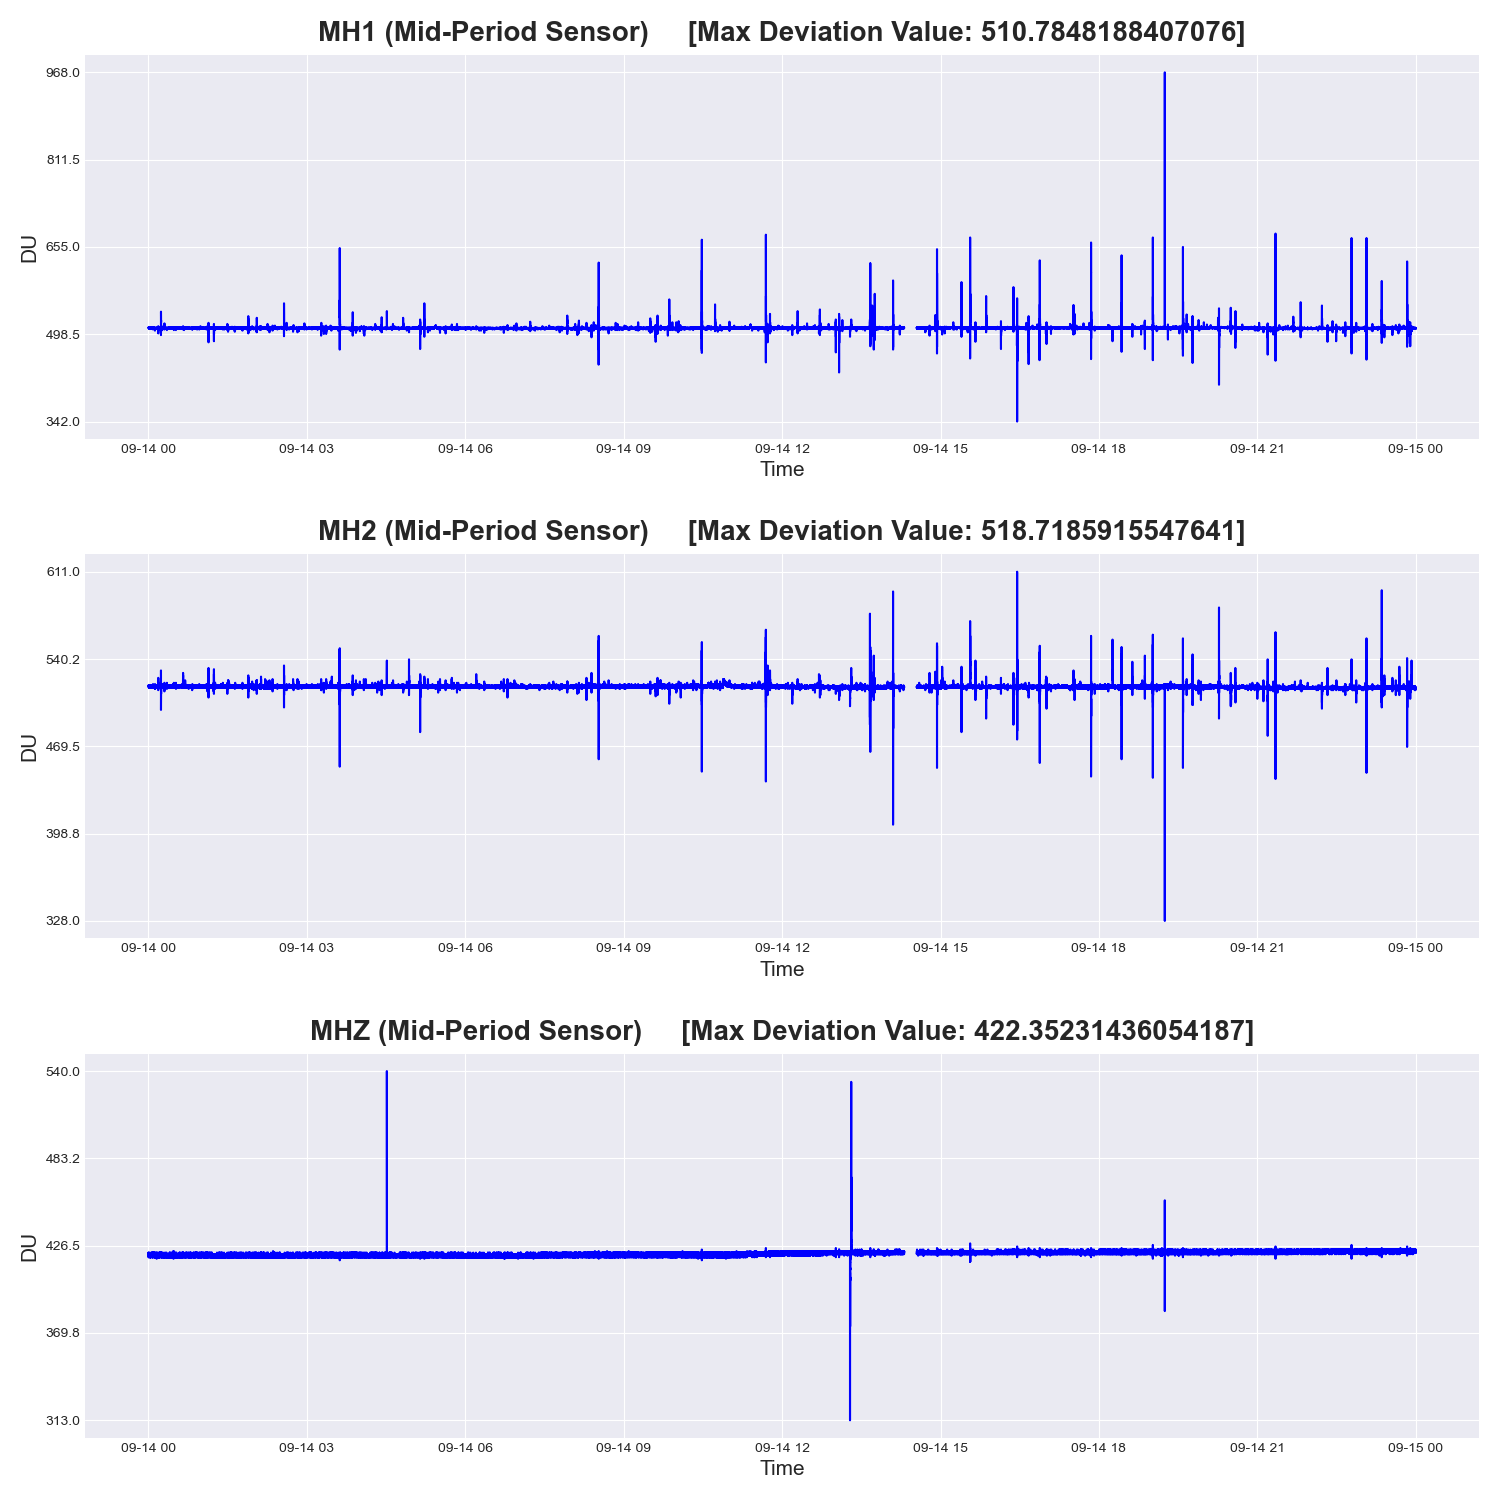 MH1 (Mid-Period Sensor) [Max Deviation Value: 510.7848188407076]
968.0
811.5
655.0
498.5
342.0
DU
09-14 00 09-14 03 09-14 06 09-14 09 09-14 12 09-14 15 09-14 18 09-14 21 09-15 00
Time
MH2 (Mid-Period Sensor) [Max Deviation Value: 518.7185915547641]
611.0
540.2
469.5
398.8
328.0
DU
09-14 00 09-14 03 09-14 06 09-14 09 09-14 12 09-14 15 09-14 18 09-14 21 09-15 00
Time
MHZ (Mid-Period Sensor) [Max Deviation Value: 422.35231436054187]
540.0
483.2
426.5
369.8
313.0
DU
09-14 00 09-14 03 09-14 06 09-14 09 09-14 12 09-14 15 09-14 18 09-14 21 09-15 00
Time